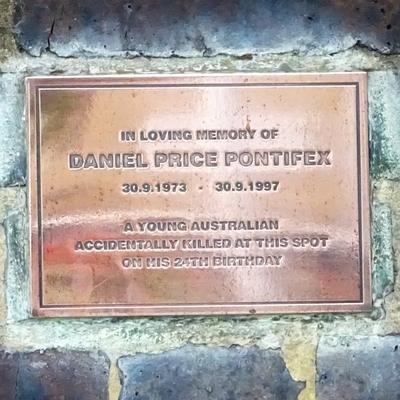 IN LOVING MEMORY OF
DANIEL PRICE PONTIFEX
30.9.1973 - 30.9.1997
A YOUNG AUSTRALIAN
ACCIDENTALLY KILLED AT THIS SPOT
ON HIS 24TH BIRTHDAY